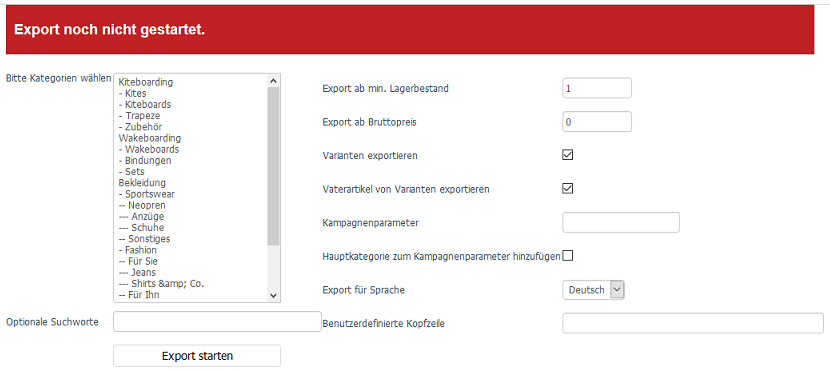 Export noch nicht gestartet.
Bitte Kategorien wählen
Kiteboarding
- Kites
- Kiteboards
- Trapeze
- Zubehör
Wakeboarding
- Wakeboards
- Bindungen
- Sets
Bekleidung
- Sportswear
-- Neopren
--- Anzüge
--- Schuhe
-- Sonstiges
- Fashion
-- Für Sie
--- Jeans
--- Shirts &amp; Co.
-- Für Ihn
Optionale Suchworte
Export starten
Export ab min. Lagerbestand 1
Export ab Bruttopreis 0
Varianten exportieren
Vaterartikel von Varianten exportieren
Kampagnenparameter
Hauptkategorie zum Kampagnenparameter hinzufügen
Export für Sprache Deutsch
Benutzerdefinierte Kopfzeile